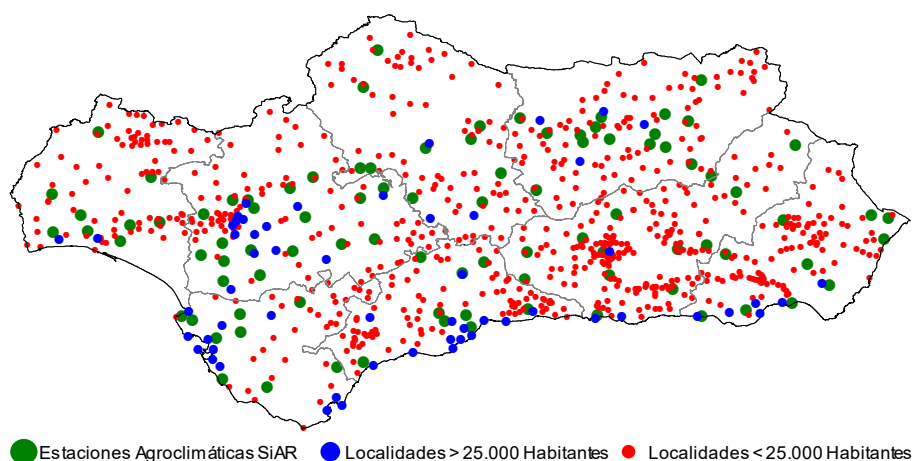 Estaciones Agroclimáticas SiAR Localidades > 25.000 Habitantes Localidades < 25.000 Habitantes